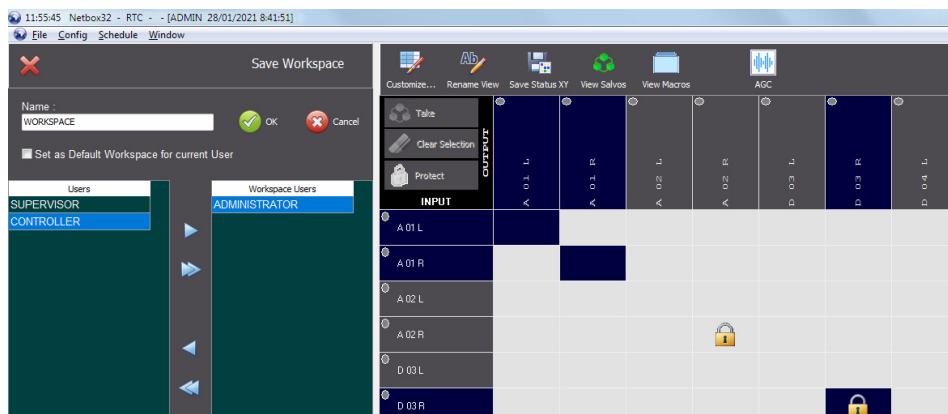 11:55:45 Netbox32 - RTC - - [ADMIN 28/01/2021 8:41:51]
File Config Schedule Window
Save Workspace
Name :
WORKSPACE
OK
Cancel
Set as Default Workspace for current User
Users
SUPERVISOR
CONTROLLER
Workspace Users
ADMINISTRATOR
Customize... Rename View Save Status XY View Salvos View Macros AGC
Take
Clear Selection
Protect
OUTPUT
INPUT
A 01 L
A 01 R
A 02 L
A 02 R
D 03 L
D 03 R
D 04 L
A 01 L
A 01 R
A 02 L
A 02 R
D 03 L
D 03 R